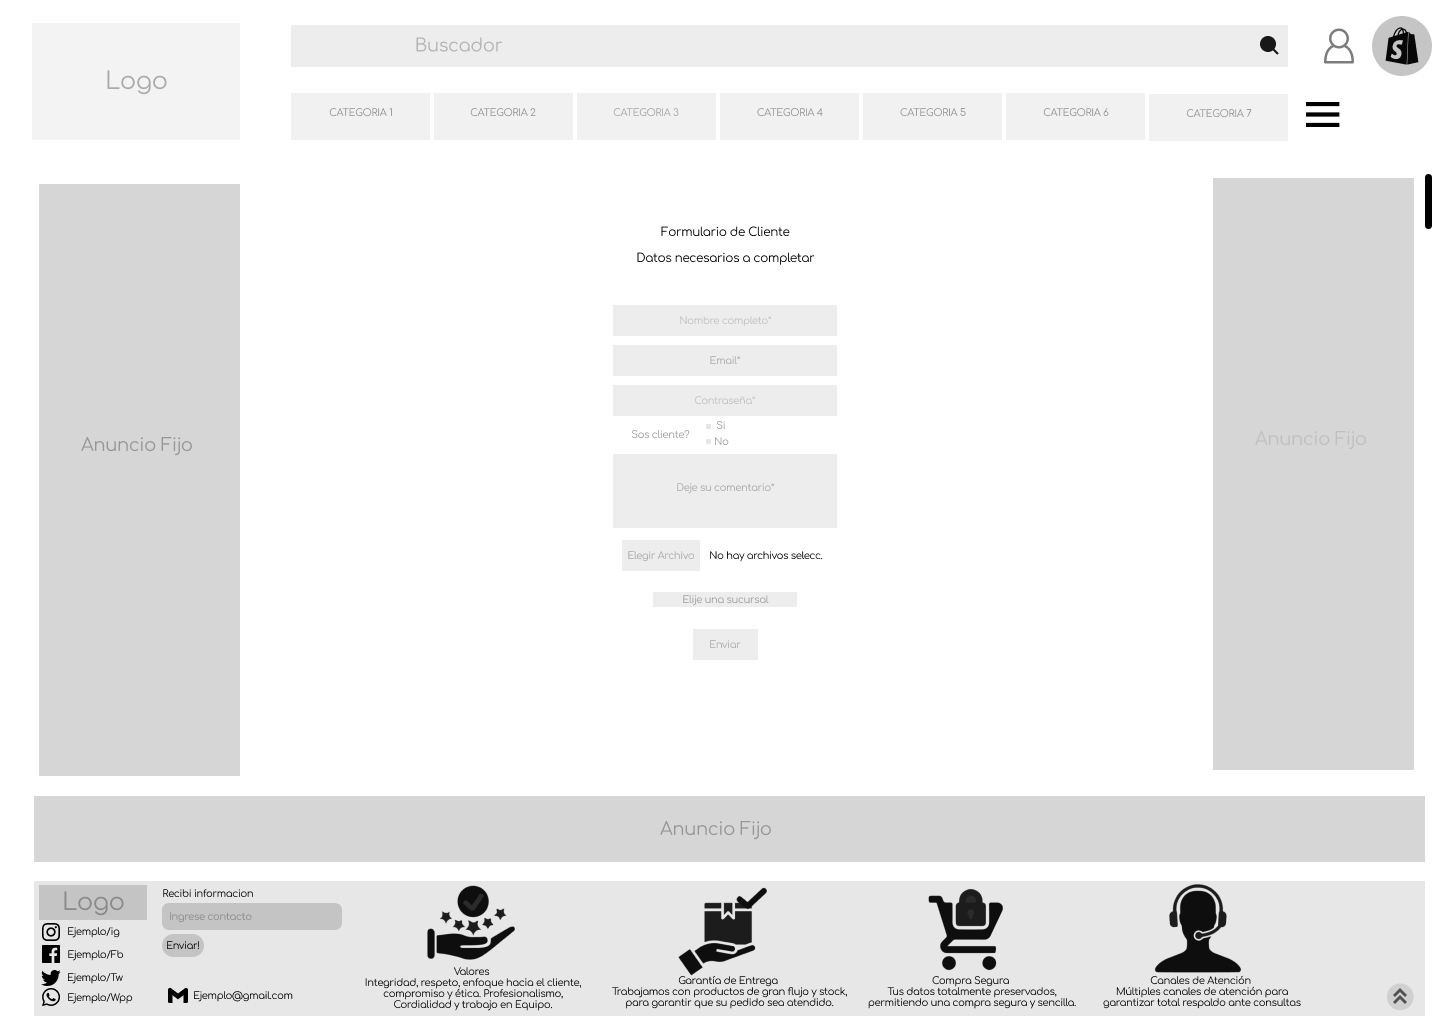 Logo
Buscador
CATEGORIA 1
CATEGORIA 2
CATEGORIA 3
CATEGORIA 4
CATEGORIA 5
CATEGORIA 6
CATEGORIA 7
Anuncio Fijo
Formulario de Cliente
Datos necesarios a completar
Nombre completo*
Email*
Contraseña*
Sos cliente?
Si
No
Deje su comentario*
Elegir Archivo
No hay archivos selecc.
Elije una sucursal
Enviar
Anuncio Fijo
Anuncio Fijo
Logo
Ejemplo/ig
Ejemplo/Fb
Ejemplo/Tw
Ejemplo/Wpp
Recibi informacion
Ingrese contacto
Enviar!
Ejemplo@gmail.com
Valores
Integridad, respeto, enfoque hacia el cliente,
compromiso y ética. Profesionalismo,
Cordialidad y trabajo en Equipo.
Garantía de Entrega
Trabajamos con productos de gran flujo y stock,
para garantir que su pedido sea atendido.
Compra Segura
Tus datos totalmente preservados,
permitiendo una compra segura y sencilla.
Canales de Atención
Múltiples canales de atención para
garantizar total respaldo ante consultas